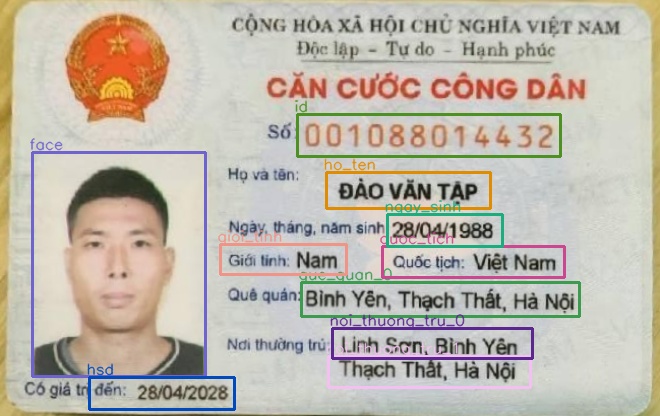 CỘNG HÒA XÃ HỘI CHỦ NGHĨA VIỆT NAM
Độc lập - Tự do - Hạnh phúc
CĂN CƯỚC CÔNG DÂN
id
Số: 001088014432
face
ho_ten
Họ và tên: ĐÀO VĂN TẬP
ngay_sinh
Ngày, tháng, năm sinh: 28/04/1988
gioi_tinh quoc_tich
Giới tính: Nam Quốc tịch: Việt Nam
que_quan_0
Quê quán: Bình Yên, Thạch Thất, Hà Nội
noi_thuong_tru_0
Nơi thường trú: Linh Sơn, Bình Yên
Thạch Thất, Hà Nội
hsd
Có giá trị đến: 28/04/2028